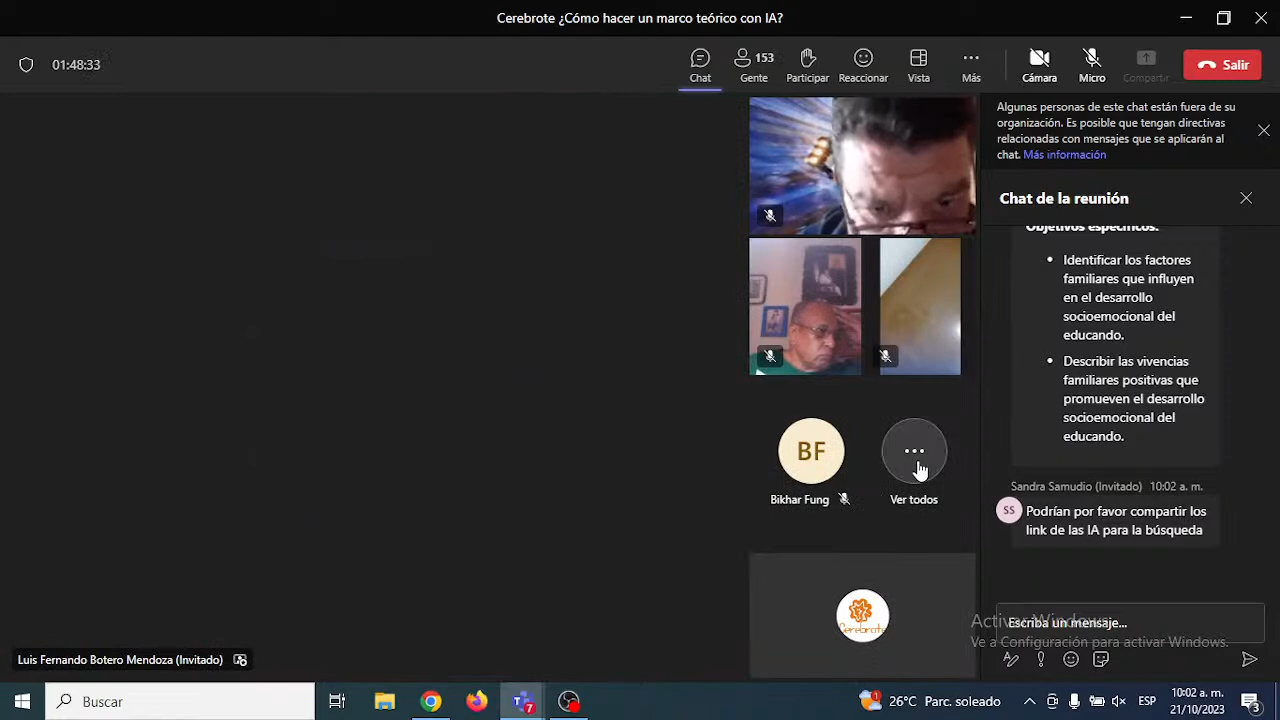 Cerebrote ¿Cómo hacer un marco teórico con IA?
01:48:33
Chat
153
Gente
Participar
Reaccionar
Vista
Más
Cámara
Micro
Compartir
Salir
Algunas personas de este chat están fuera de su
organización. Es posible que tengan directivas
relacionadas con mensajes que se aplicarán al
chat. Más información
Chat de la reunión
Objetivos específicos:
Identificar los factores
familiares que influyen
en el desarrollo
socioemocional del
educando.
Describir las vivencias
familiares positivas que
promueven el desarrollo
socioemocional del
educando.
Sandra Samudio (Invitado) 10:02 a. m.
SS
Podrían por favor compartir los
link de las IA para la búsqueda
BF
Bikhar Fung
Ver todos
Cerebrote
Escriba un mensaje...
Activar Windows
Ve a Configuración para activar Windows.
Luis Fernando Botero Mendoza (Invitado)
Buscar
7
1
26°C Parc. soleado
ESP
10:02 a. m.
21/10/2023
3